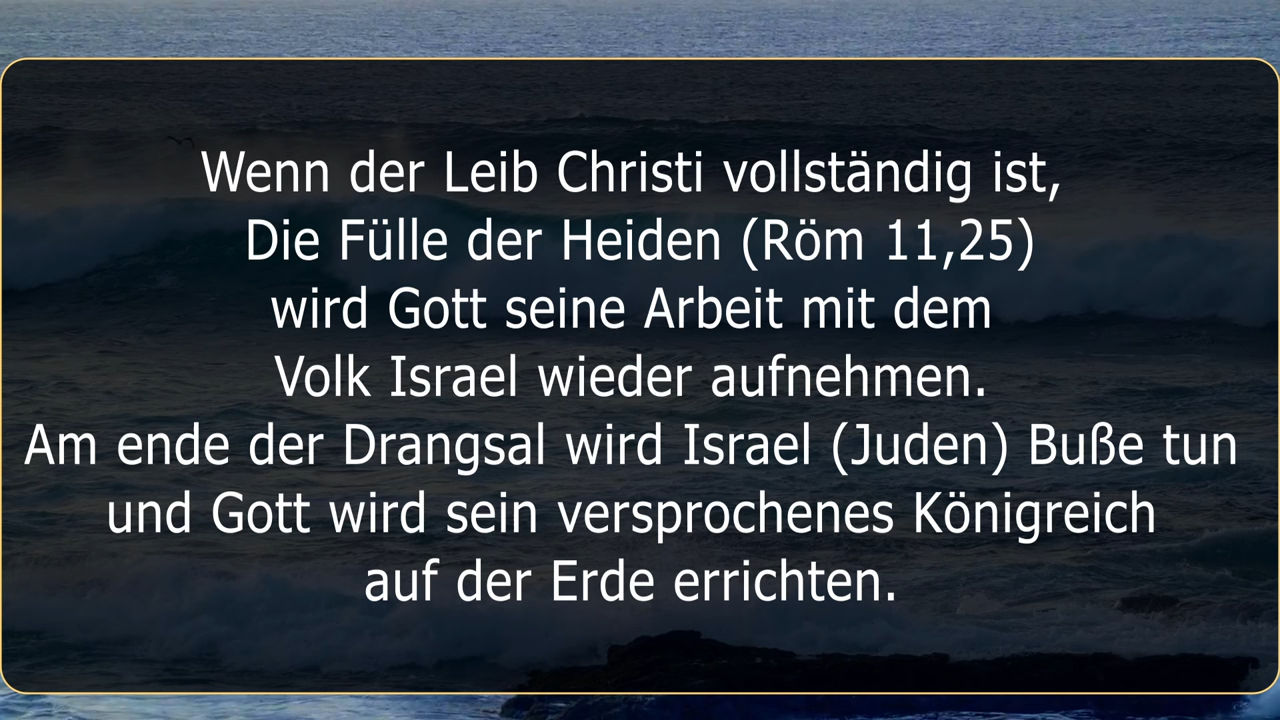 Wenn der Leib Christi vollständig ist,
Die Fülle der Heiden (Röm 11,25)
wird Gott seine Arbeit mit dem
Volk Israel wieder aufnehmen.
Am ende der Drangsal wird Israel (Juden) Buße tun
und Gott wird sein versprochenes Königreich
auf der Erde errichten.